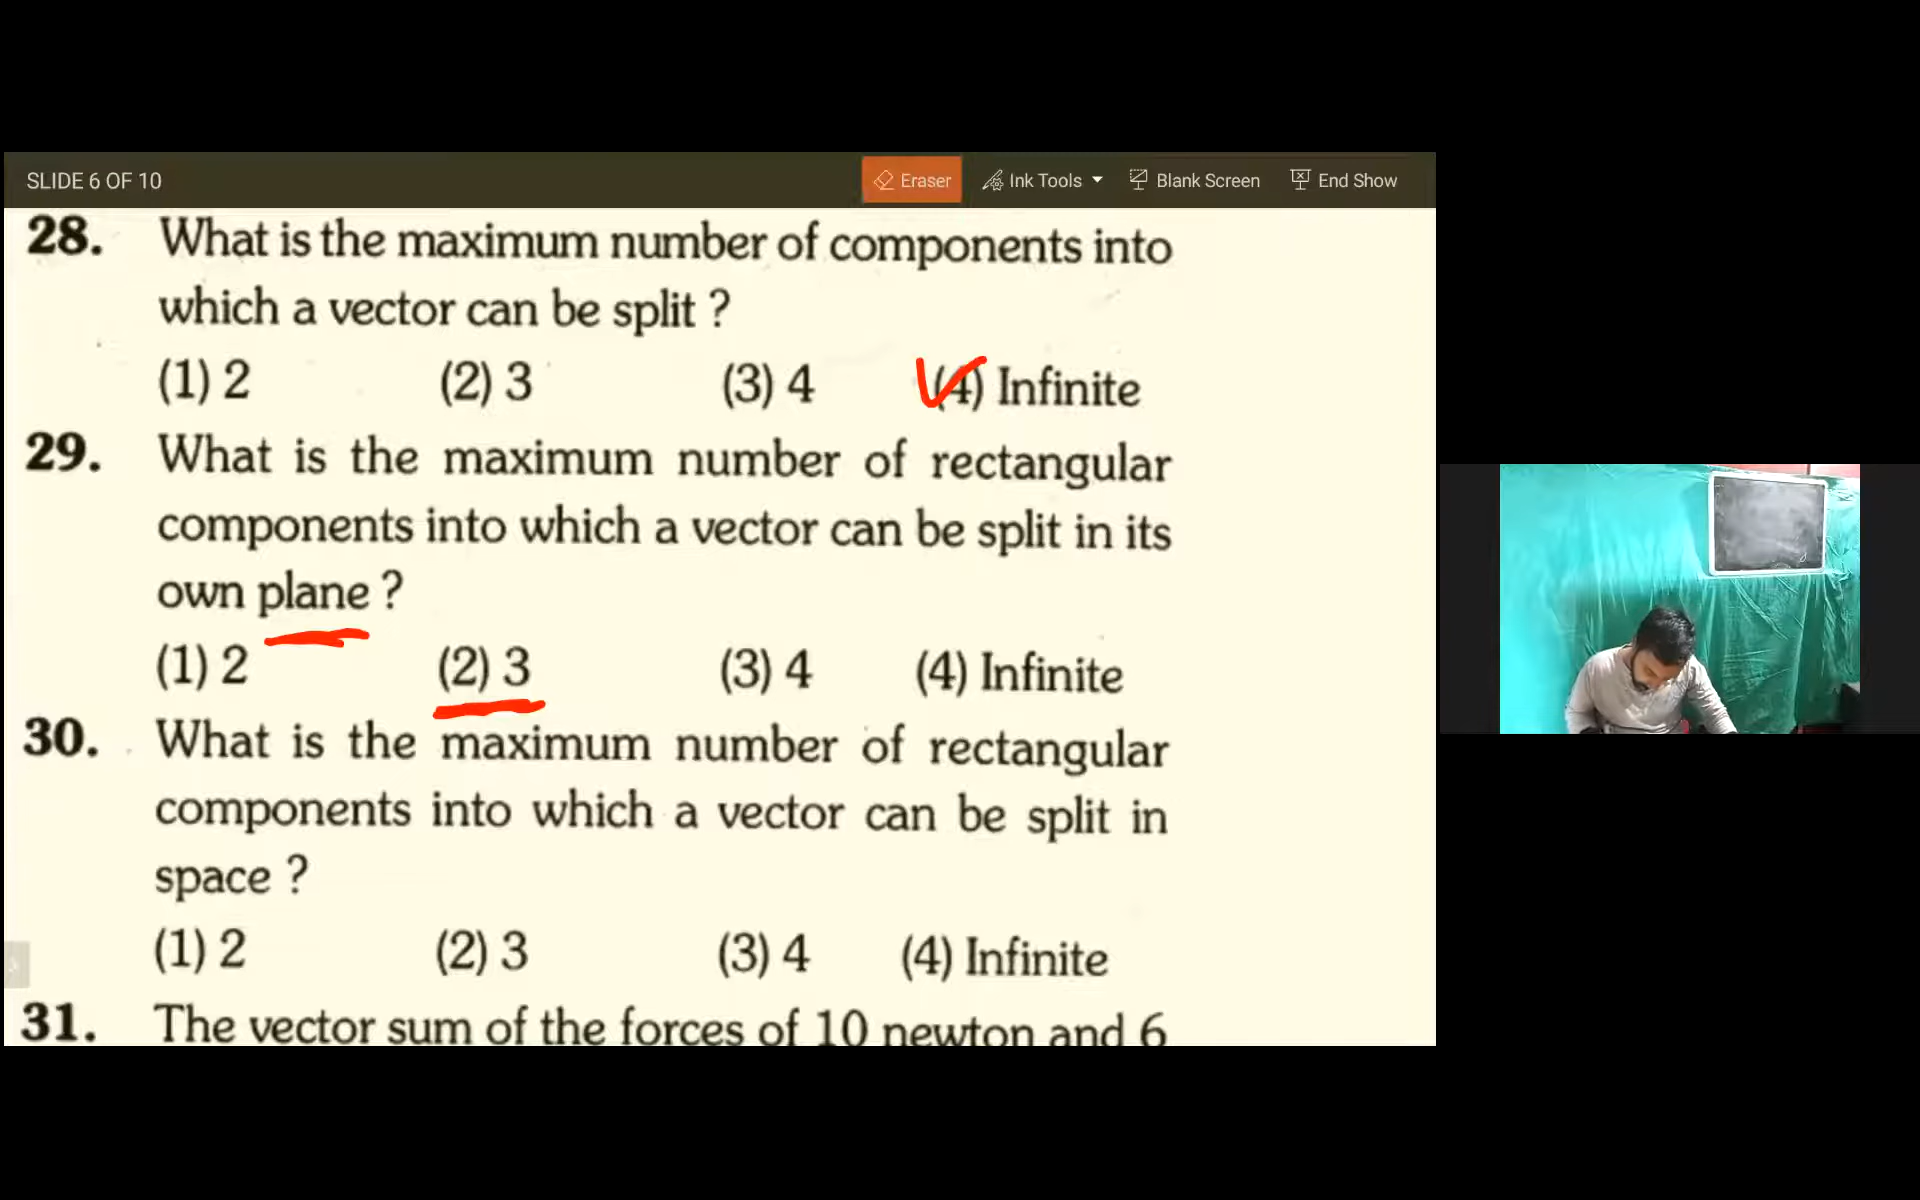 SLIDE 6 OF 10
Eraser
Ink Tools
Blank Screen
End Show
28. What is the maximum number of components into
which a vector can be split ?
(1) 2 (2) 3 (3) 4 (4) Infinite
29. What is the maximum number of rectangular
components into which a vector can be split in its
own plane ?
(1) 2 (2) 3 (3) 4 (4) Infinite
30. What is the maximum number of rectangular
components into which a vector can be split in
space ?
(1) 2 (2) 3 (3) 4 (4) Infinite
31. The vector sum of the forces of 10 newton and 6